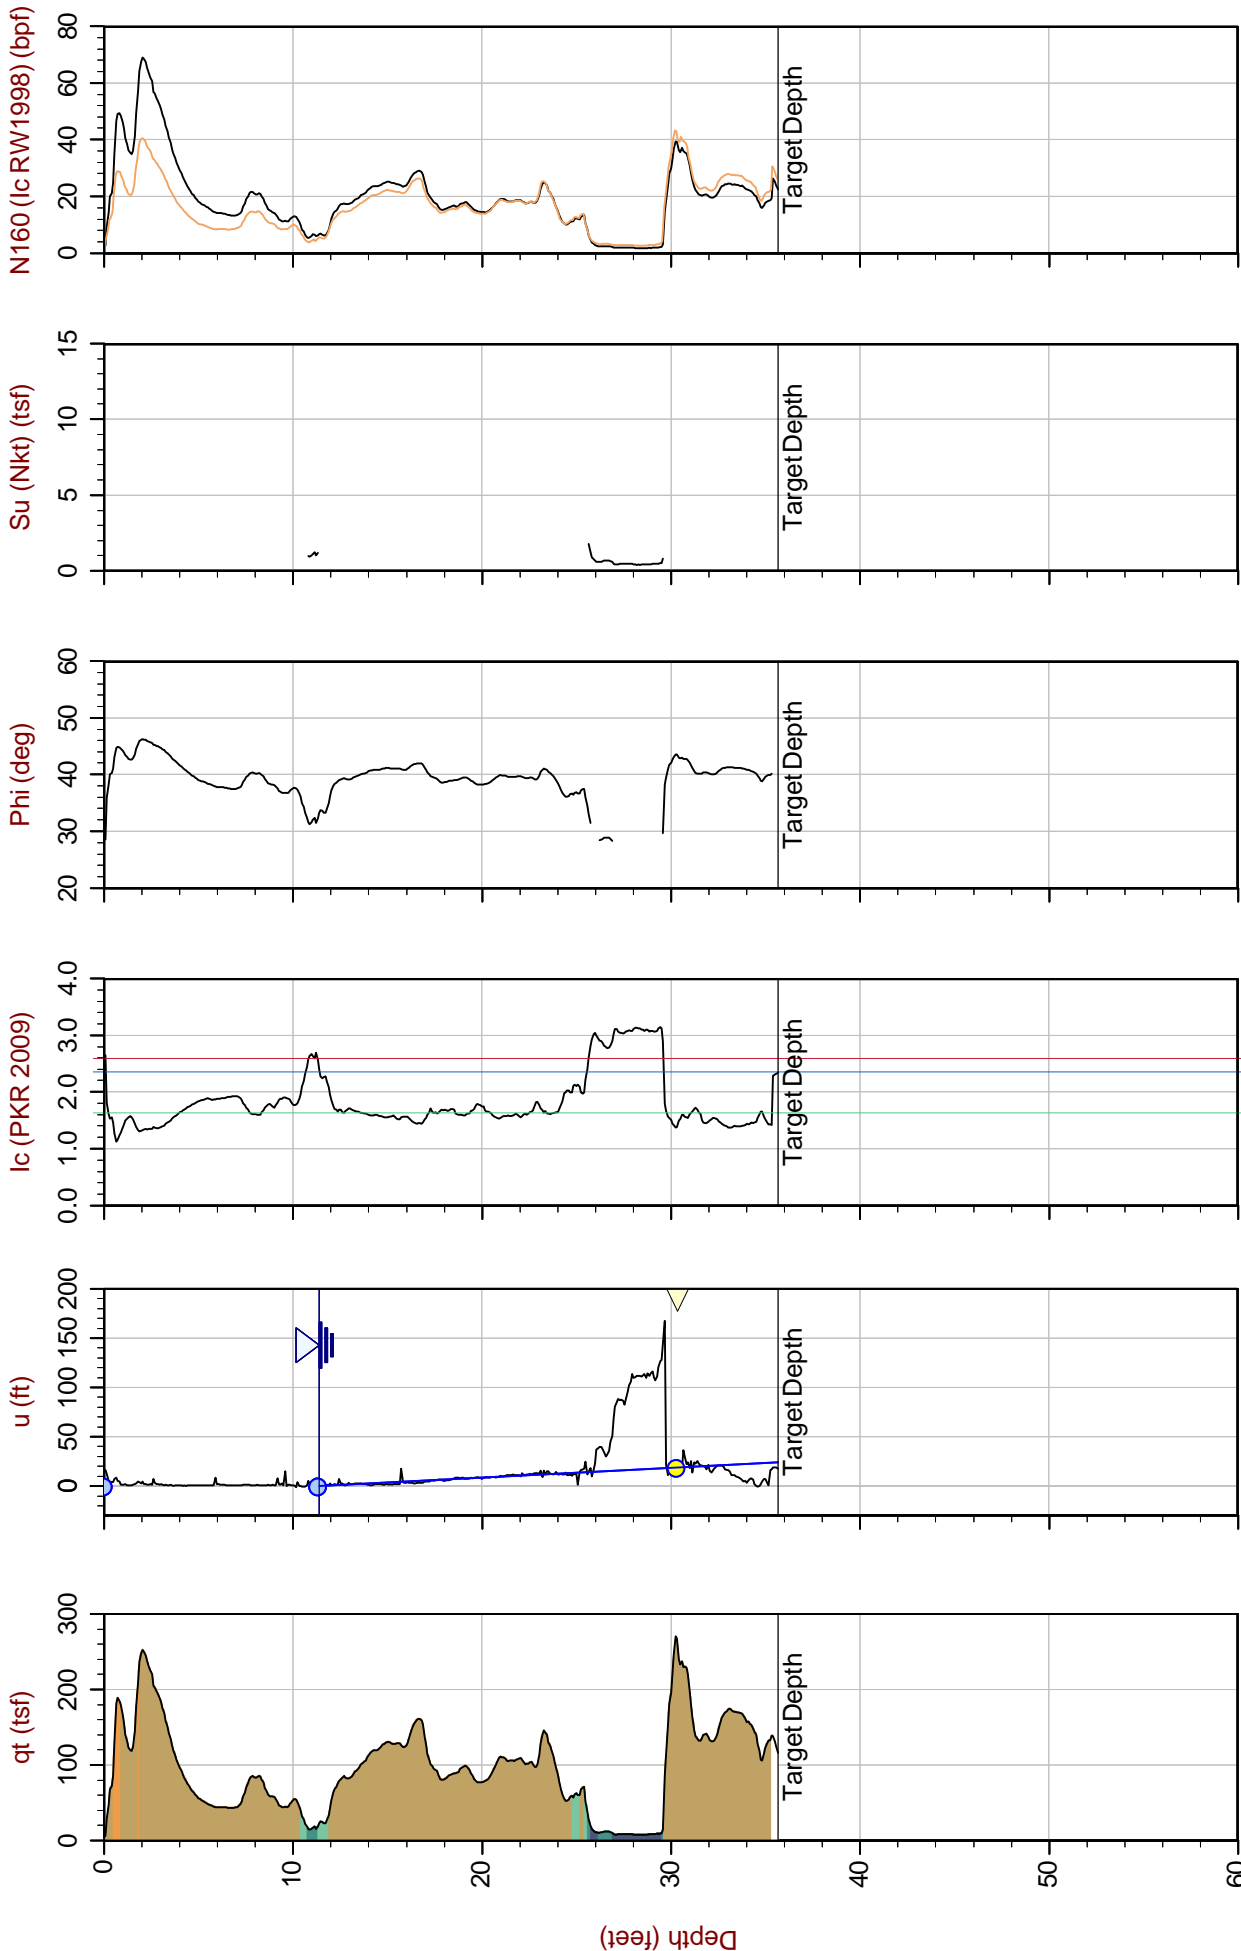 Depth (feet)
0
10
20
30
40
50
60
qt (tsf)
0
100
200
300
Target Depth
u (ft)
0
50
100
150
200
Target Depth
Ic (PKR 2009)
0.0
1.0
2.0
3.0
4.0
Target Depth
Phi (deg)
20
30
40
50
60
Target Depth
Su (Nkt) (tsf)
0
5
10
15
Target Depth
N160 (Ic RW1998) (bpf)
0
20
40
60
80
Target Depth